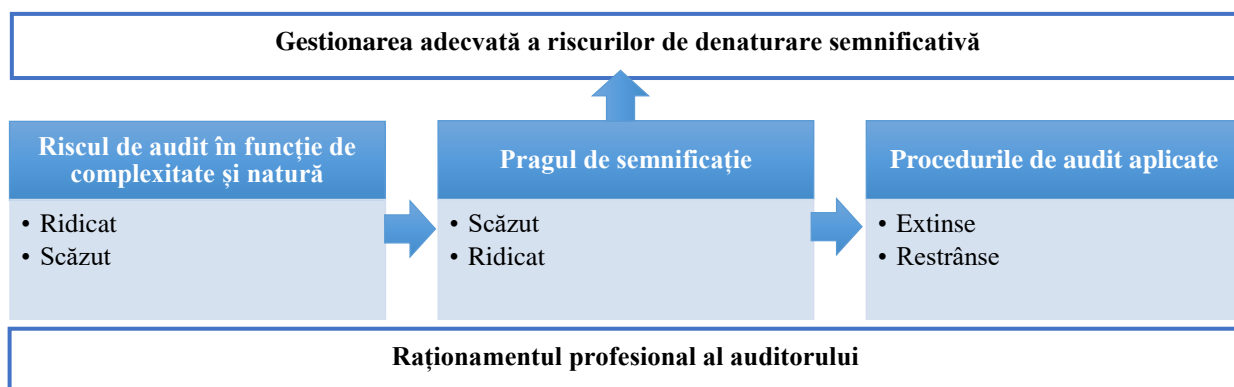 Gestionarea adecvată a riscurilor de denaturare semnificativă
Riscul de audit în funcție de
complexitate și natură
• Ridicat
• Scăzut
Pragul de semnificație
• Scăzut
• Ridicat
Procedurile de audit aplicate
• Extinse
• Restrânse
Raționamentul profesional al auditorului